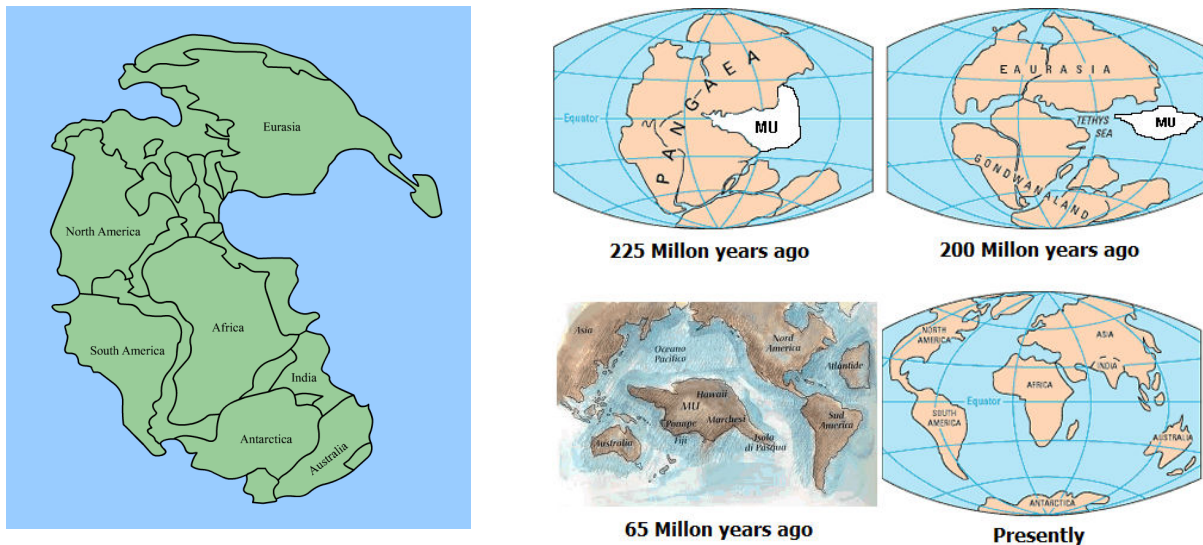 Eurasia
North America
Africa
South America
India
Antarctica
Australia
PANGAEA
Equator
MU
225 Millon years ago
EAURASIA
TETHYS
SEA
MU
GONDWANALAND
200 Millon years ago
Asia
Oceano
Pacifico
Nord
America
Atlantide
MU
Hawaii
Ponape
Marchesi
Fiji
Isola
di Pasqua
Australia
Sud
America
65 Millon years ago
NORTH
AMERICA
ASIA
INDIA
AFRICA
Equator
SOUTH
AMERICA
AUSTRALIA
ANTARCTICA
Presently